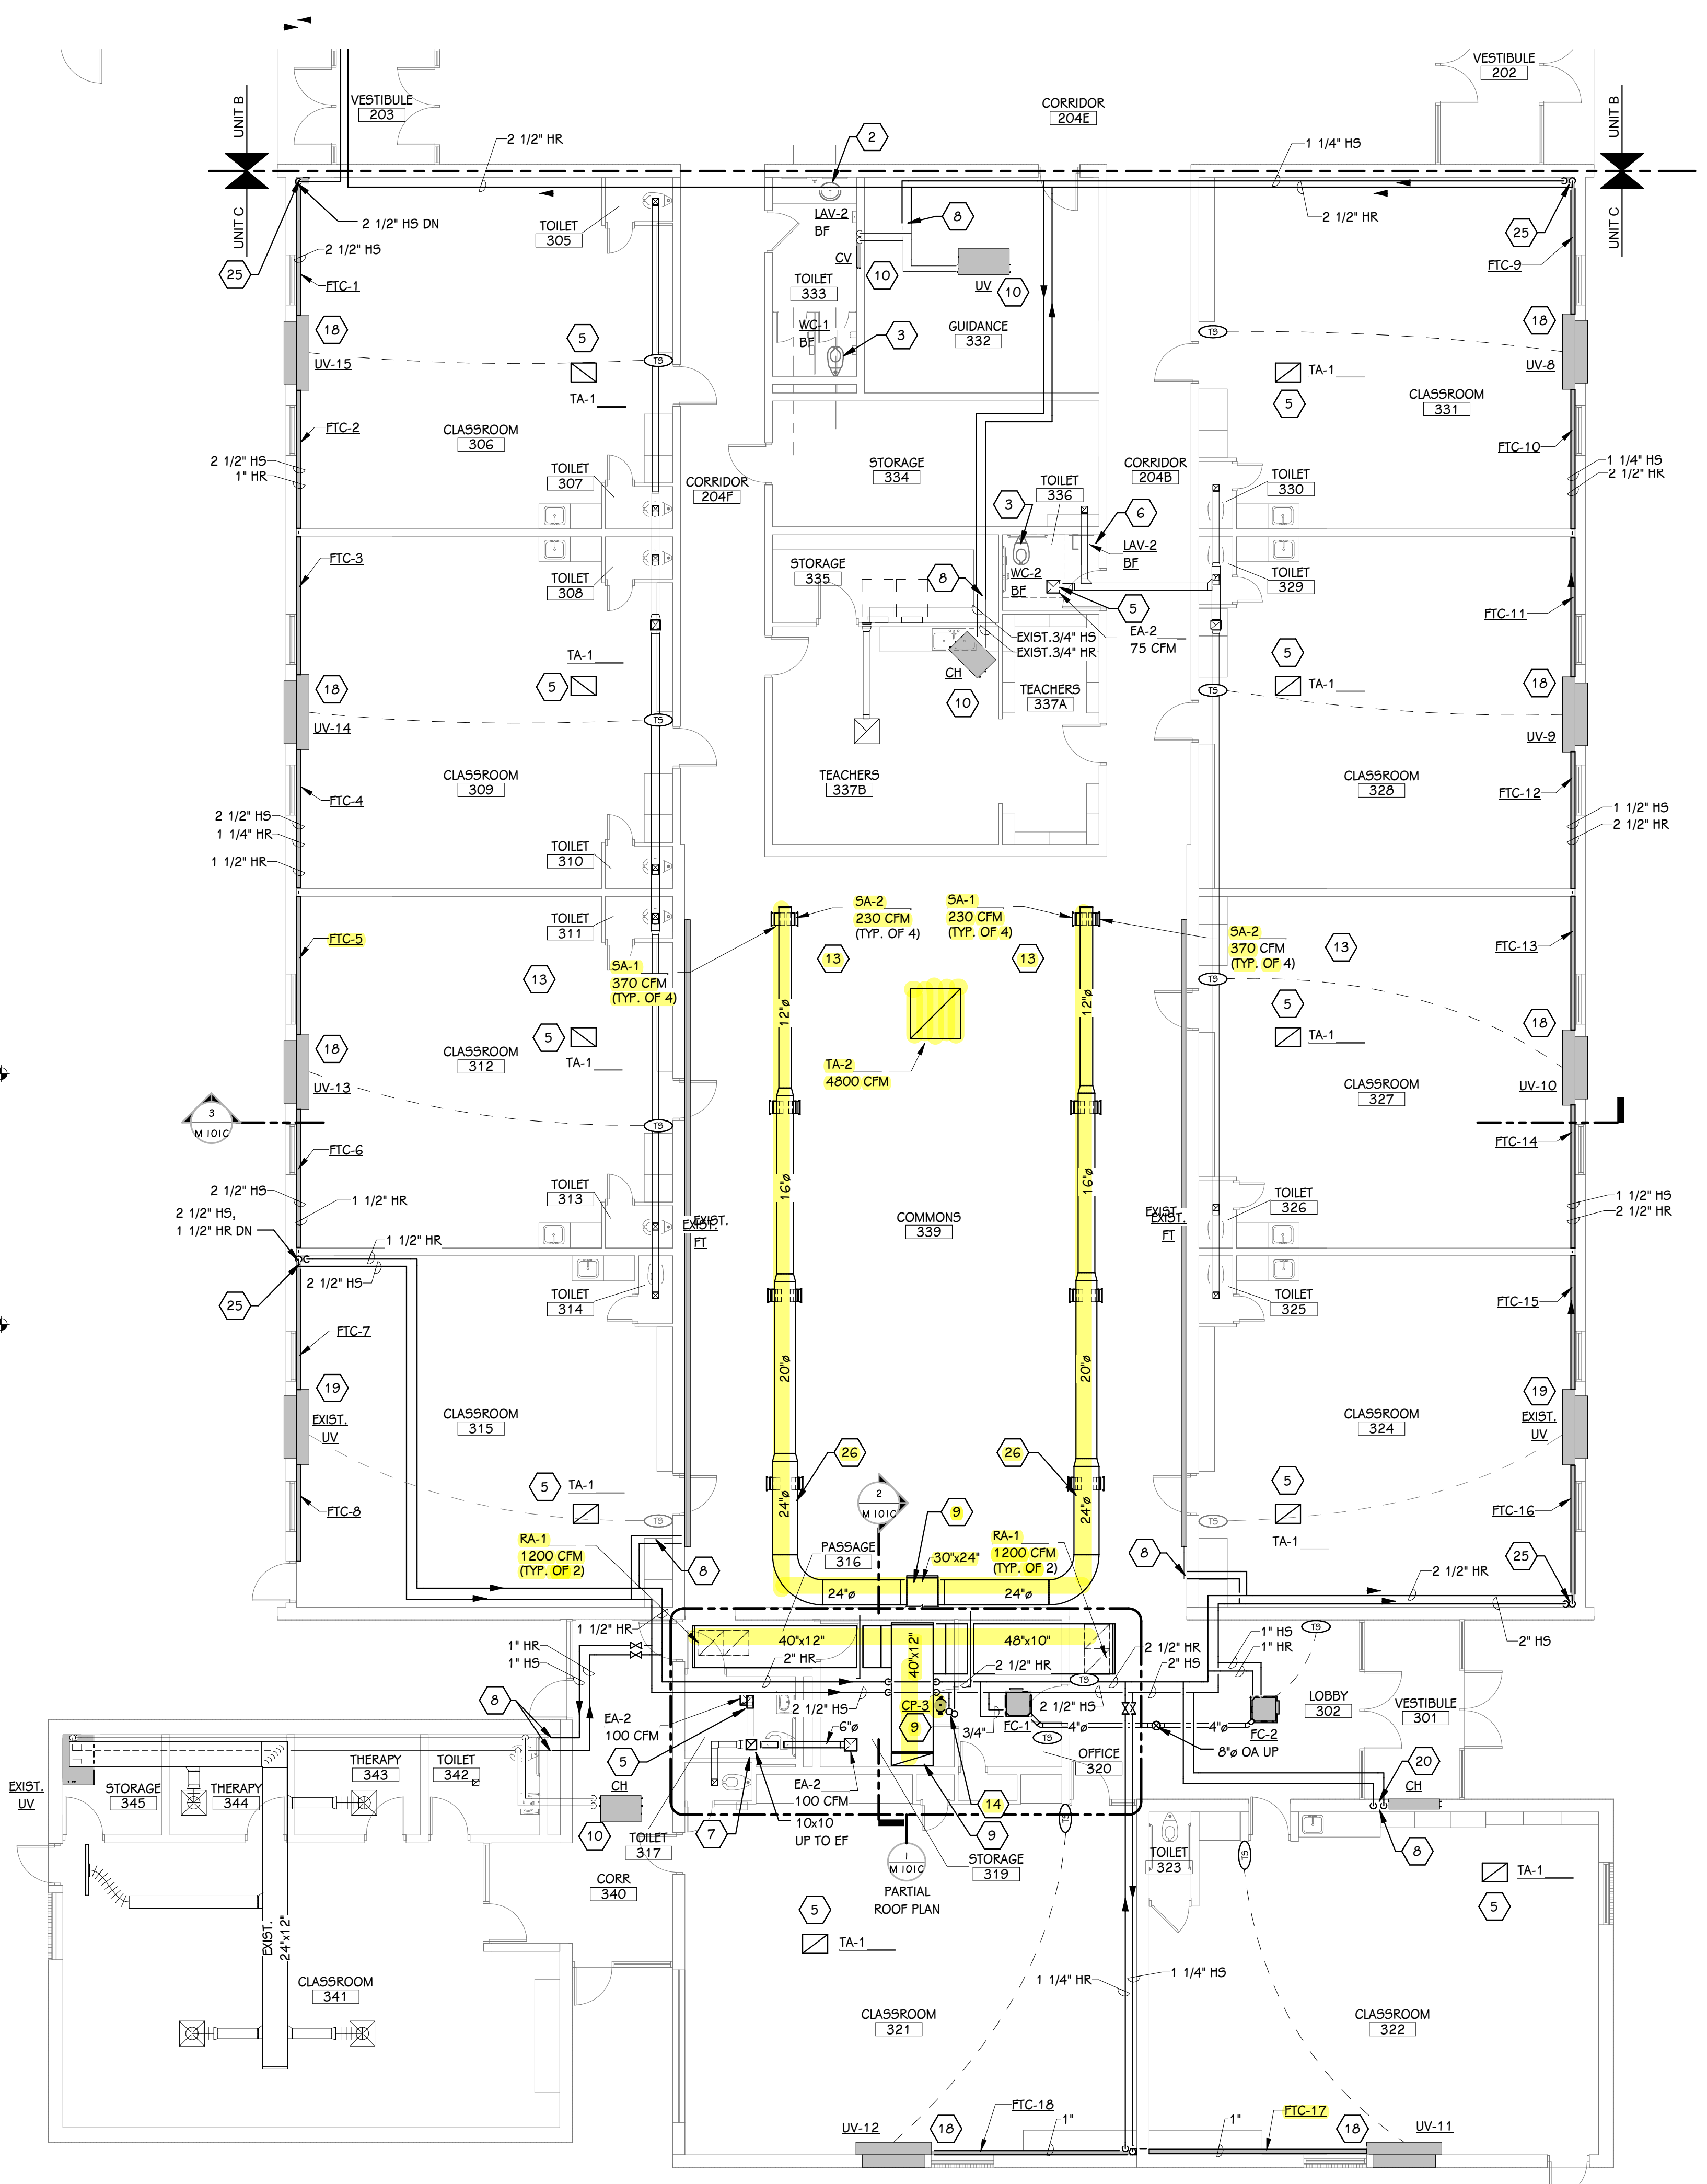 VESTIBULE
202
VESTIBULE
203
CORRIDOR
204E
UNIT B
UNIT B
2
2 1/2" HR
1 1/4" HS
UNIT C
UNIT C
2 1/2" HS DN
2 1/2" HS
25
FTC-1
TOILET
305
LAV-2
BF
8
CV
10
TOILET
333
UV
10
2 1/2" HR
25
FTC-9
18
UV-15
5
TA-1
TS
WC-1
BF
3
GUIDANCE
332
TS
TA-1
5
18
UV-8
CLASSROOM
331
FTC-2
CLASSROOM
306
2 1/2" HS
1" HR
TOILET
307
CORRIDOR
204F
STORAGE
334
CORRIDOR
204B
TOILET
336
TOILET
330
FTC-10
1 1/4" HS
2 1/2" HR
3
6
LAV-2
BF
FTC-3
TOILET
308
STORAGE
335
8
WC-2
BF
5
TOILET
329
FTC-11
EXIST.3/4" HS
EXIST.3/4" HR
EA-2
75 CFM
TA-1
5
CH
10
TEACHERS
337A
5
TA-1
TS
TS
18
UV-14
18
UV-9
CLASSROOM
309
TEACHERS
337B
CLASSROOM
328
FTC-4
FTC-12
2 1/2" HS
1 1/4" HR
1 1/2" HR
TOILET
310
1 1/2" HS
2 1/2" HR
TOILET
311
SA-2
230 CFM
(TYP. OF 4)
SA-1
230 CFM
(TYP. OF 4)
SA-2
370 CFM
(TYP. OF 4)
FTC-5
13
SA-1
370 CFM
(TYP. OF 4)
13
13
13
FTC-13
TS
12"ø
12"ø
18
UV-13
5
TA-1
CLASSROOM
312
TA-2
4800 CFM
5
TA-1
18
UV-10
CLASSROOM
327
3
M 101C
TS
FTC-6
FTC-14
2 1/2" HS
1 1/2" HR
TOILET
313
16"ø
16"ø
TOILET
326
1 1/2" HS
2 1/2" HR
2 1/2" HS,
1 1/2" HR DN
1 1/2" HR
2 1/2" HS
EXIST.
EXIST.
FT
COMMONS
339
EXIST.
EXIST.
FT
25
TOILET
314
TOILET
325
FTC-15
FTC-7
20"ø
20"ø
19
EXIST.
UV
CLASSROOM
315
CLASSROOM
324
19
EXIST.
UV
26
26
5
TA-1
5
TA-1
FTC-8
TS
24"ø
24"ø
2
M 101C
9
TS
FTC-16
RA-1
1200 CFM
(TYP. OF 2)
8
PASSAGE
316
30"x24"
RA-1
1200 CFM
(TYP. OF 2)
8
25
24"ø
24"ø
2 1/2" HR
2" HS
1 1/2" HR
1" HR
1" HS
40"x12"
40"x12"
48"x10"
2" HR
2 1/2" HR
2 1/2" HR
2" HS
TS
TS
1" HS
1" HR
8
EA-2
100 CFM
5
2 1/2" HS
CP-3
9
6"ø
3/4"
FC-1
2 1/2" HS
4"ø
4"ø
TS
FC-2
8"ø OA UP
LOBBY
302
VESTIBULE
301
EXIST.
UV
STORAGE
345
THERAPY
344
THERAPY
343
TOILET
342
CH
10
TOILET
317
7
EA-2
100 CFM
10x10
UP TO EF
14
9
OFFICE
320
20
CH
8
1
M 101C
PARTIAL
ROOF PLAN
STORAGE
319
TS
TOILET
323
TS
CORR
340
5
TA-1
TA-1
5
EXIST.
24"x12"
CLASSROOM
341
1 1/4" HR
1 1/4" HS
CLASSROOM
321
CLASSROOM
322
UV-12
18
FTC-18
1"
1"
FTC-17
18
UV-11